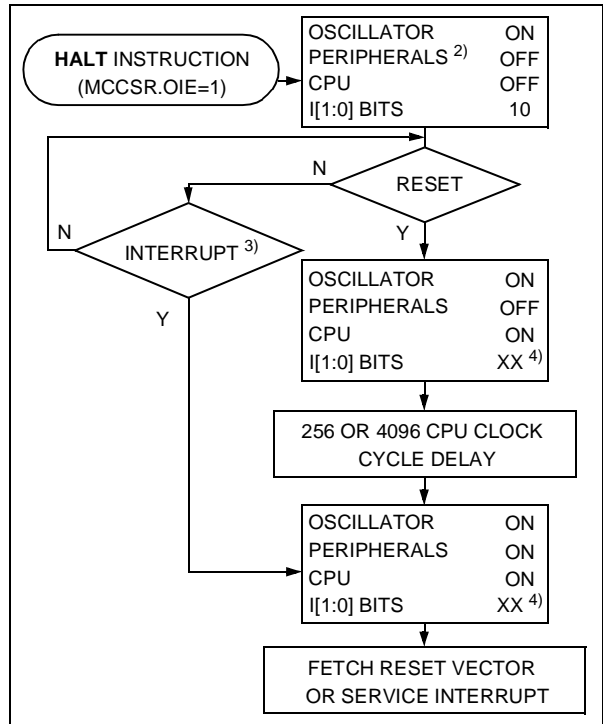 HALT INSTRUCTION
(MCCSR.OIE=1)
OSCILLATOR ON
PERIPHERALS 2) OFF
CPU OFF
I[1:0] BITS 10
RESET
N
Y
INTERRUPT 3)
N
Y
OSCILLATOR ON
PERIPHERALS OFF
CPU ON
I[1:0] BITS XX 4)
256 OR 4096 CPU CLOCK
CYCLE DELAY
OSCILLATOR ON
PERIPHERALS ON
CPU ON
I[1:0] BITS XX 4)
FETCH RESET VECTOR
OR SERVICE INTERRUPT